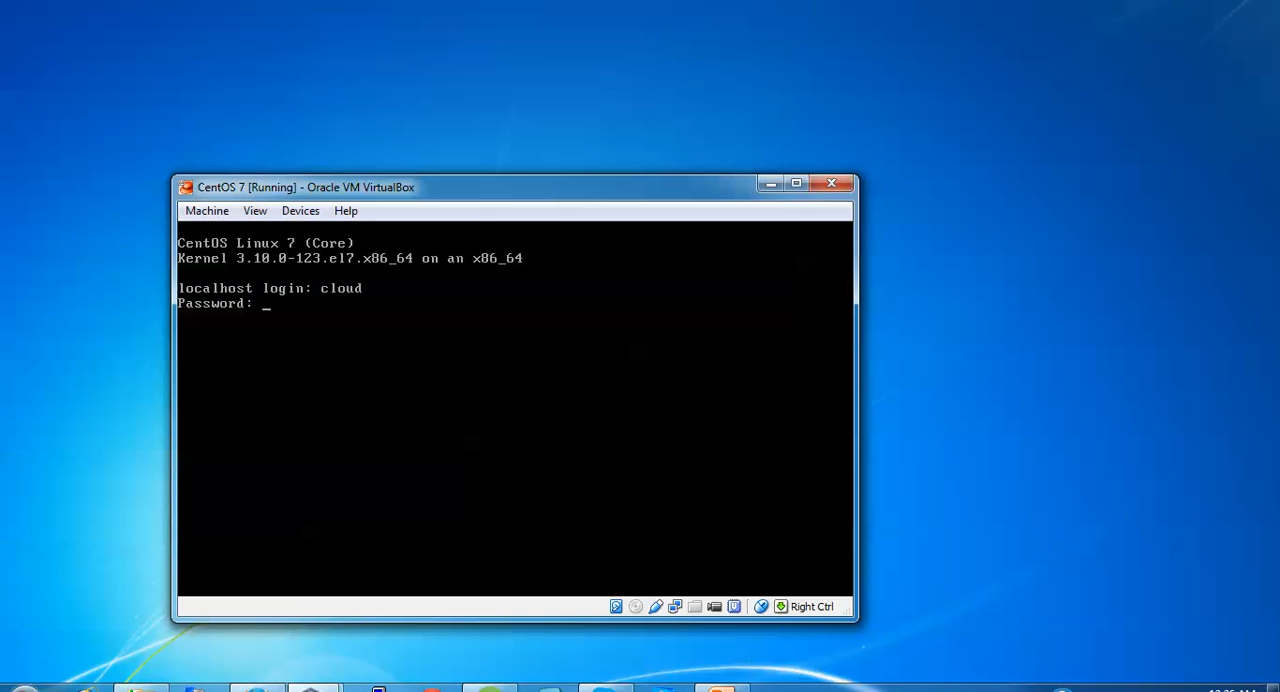 CentOS 7 [Running] - Oracle VM VirtualBox
Machine View Devices Help
CentOS Linux 7 (Core)
Kernel 3.10.0-123.el7.x86_64 on an x86_64
localhost login: cloud
Password: _
Right Ctrl